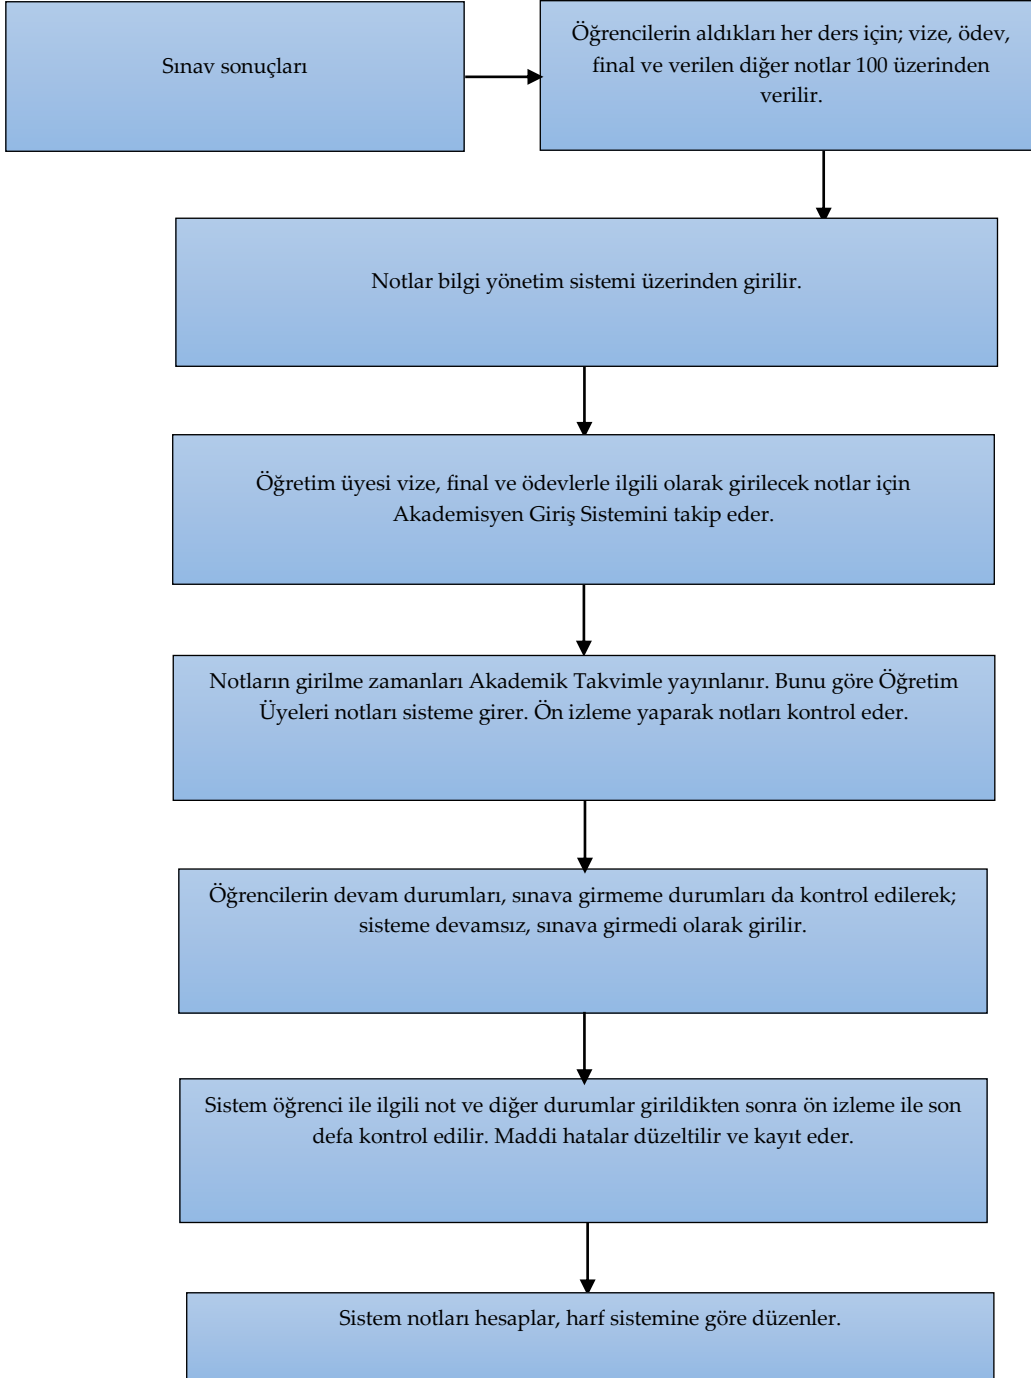 Sınav sonuçları
Öğrencilerin aldıkları her ders için; vize, ödev,
final ve verilen diğer notlar 100 üzerinden
verilir.
Notlar bilgi yönetim sistemi üzerinden girilir.
Öğretim üyesi vize, final ve ödevlerle ilgili olarak girilecek notlar için
Akademisyen Giriş Sistemini takip eder.
Notların girilme zamanları Akademik Takvimle yayınlanır. Bunu göre Öğretim
Üyeleri notları sisteme girer. Ön izleme yaparak notları kontrol eder.
Öğrencilerin devam durumları, sınava girmeme durumları da kontrol edilerek;
sisteme devamsız, sınava girmedi olarak girilir.
Sistem öğrenci ile ilgili not ve diğer durumlar girildikten sonra ön izleme ile son
defa kontrol edilir. Maddi hatalar düzeltilir ve kayıt eder.
Sistem notları hesaplar, harf sistemine göre düzenler.